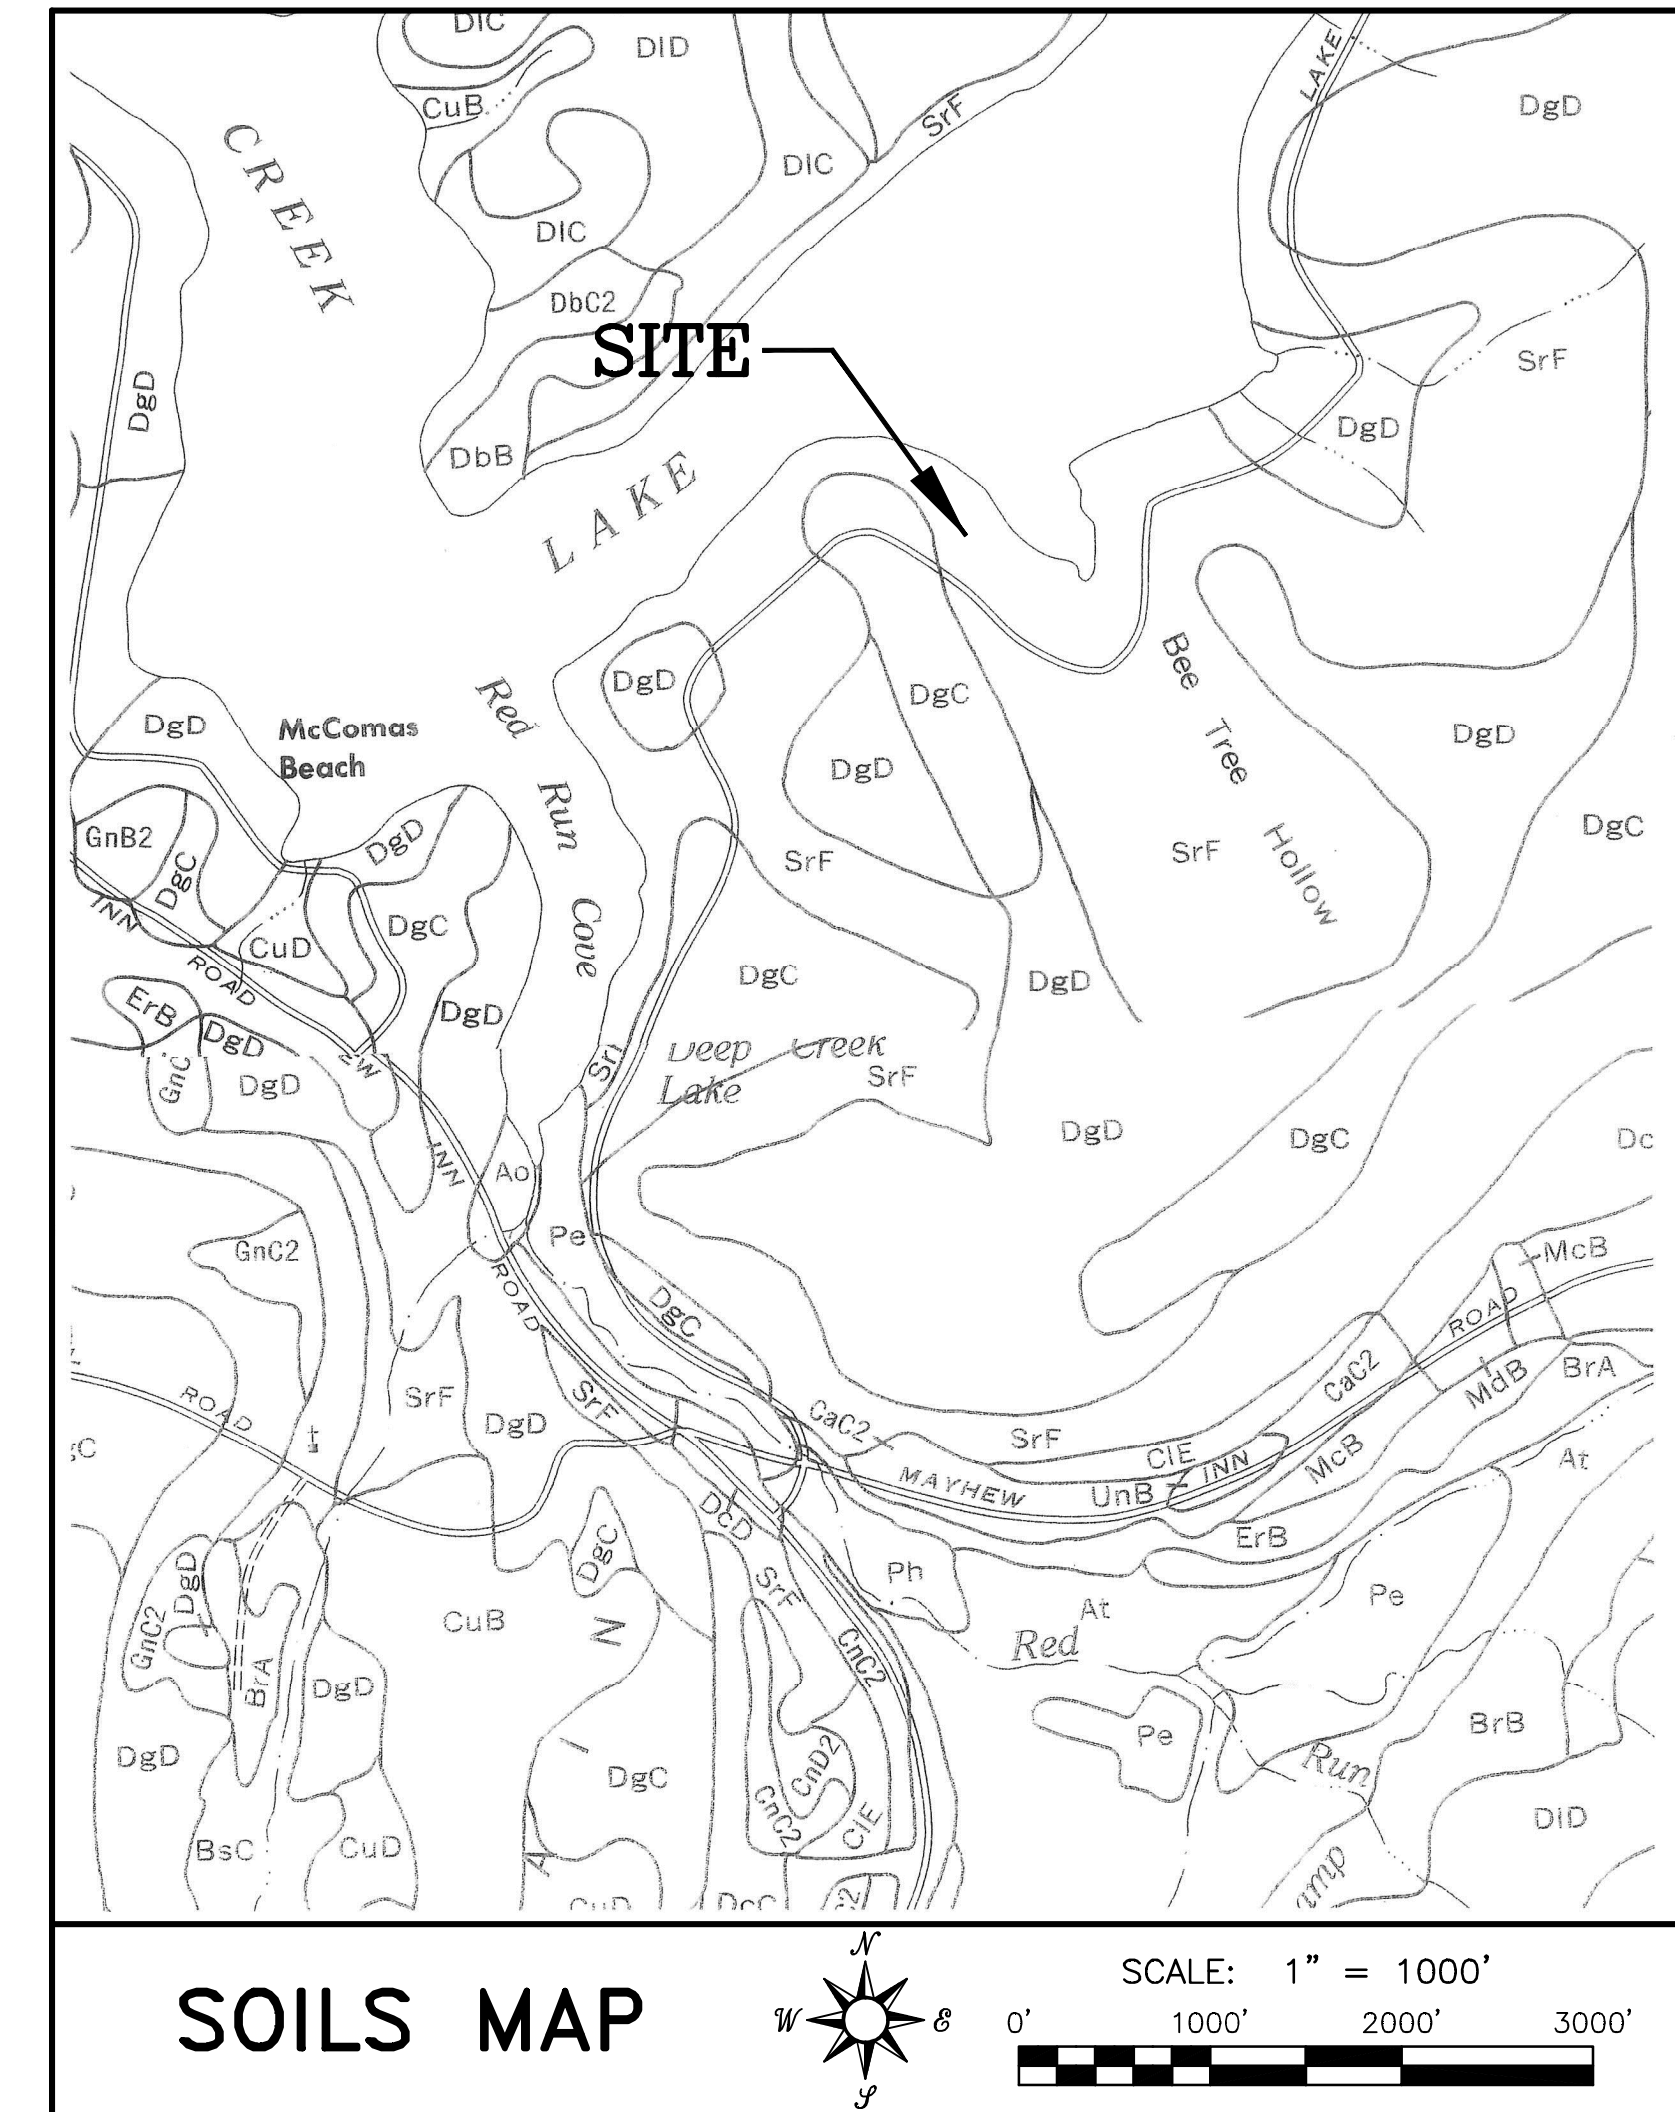 DlC
DlD
LAKE
CuB
DgD
SrF
DlC
CREEK
DlC
DbC2
SITE
SrF
DgD
DgD
DbB
LAKE
Bee Tree Hollow
DgD
DgC
Red Run Cove
DgD
McComas
Beach
DgD
DgD
DgC
GnB2
DgD
SrF
SrF
DgC
INN ROAD
DgC
CuD
DgC
DgD
ErB
DgD
DgD
Deep Creek
Lake
SrF
GnC
DgD
DgD
DgC
Dc
INN ROAD
Ao
Pe
GnC2
McB
DgC
ROAD
CaC2
MdB
BrA
ROAD
SrF
DgD
SrF
CaC2
SrF
ClE
McB
At
MAYHEW INN
UnB
DcD
ErB
DgC
DgD
SrF
Ph
Pe
At
GnC2
CuB
Red
CnC2
BrA
DgD
Pe
BrB
Run
DgD
DgC
CnD2
CnC2
ClE
DlD
BsC
CuD
CuD
DcC
SOILS MAP
N
W
E
S
SCALE: 1" = 1000'
0' 1000' 2000' 3000'